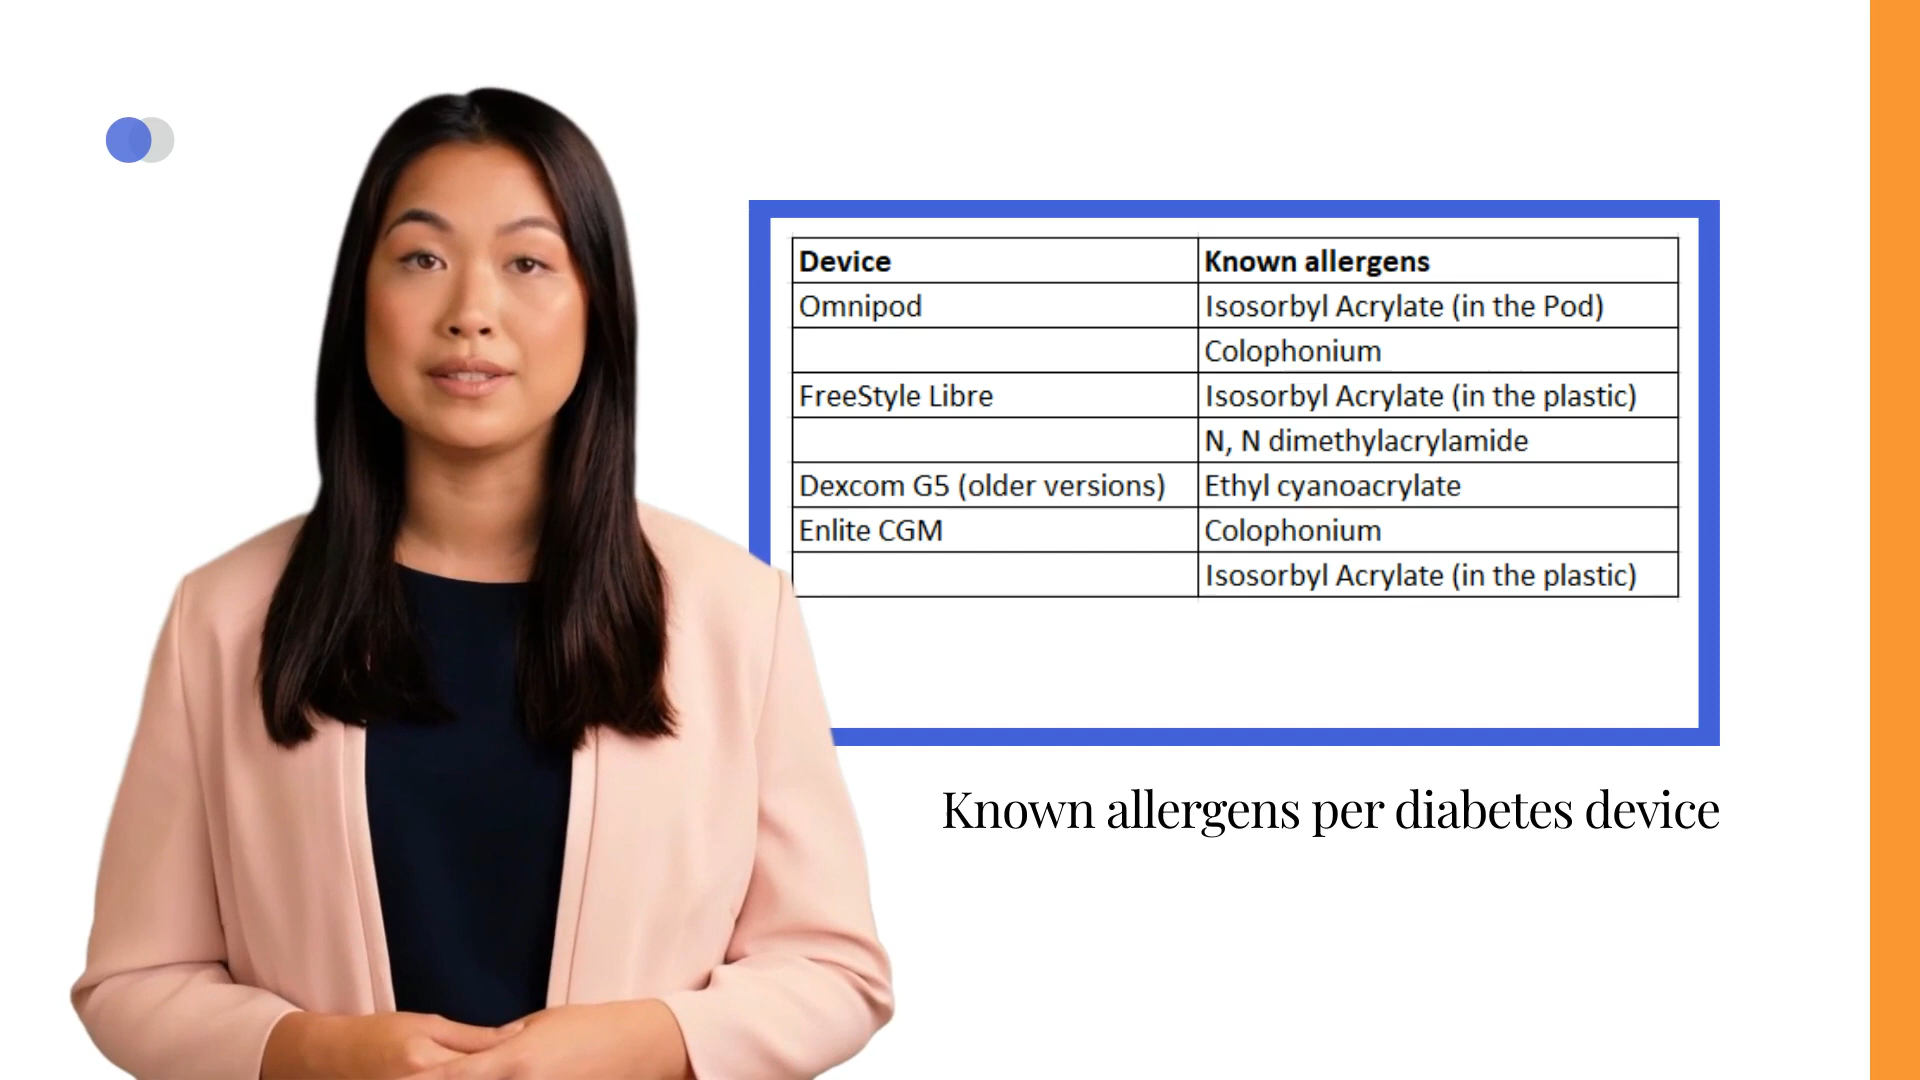 Device Known allergens
Omnipod Isosorbyl Acrylate (in the Pod)
Colophonium
FreeStyle Libre Isosorbyl Acrylate (in the plastic)
N, N dimethylacrylamide
Dexcom G5 (older versions) Ethyl cyanoacrylate
Enlite CGM Colophonium
Isosorbyl Acrylate (in the plastic)
Known allergens per diabetes device